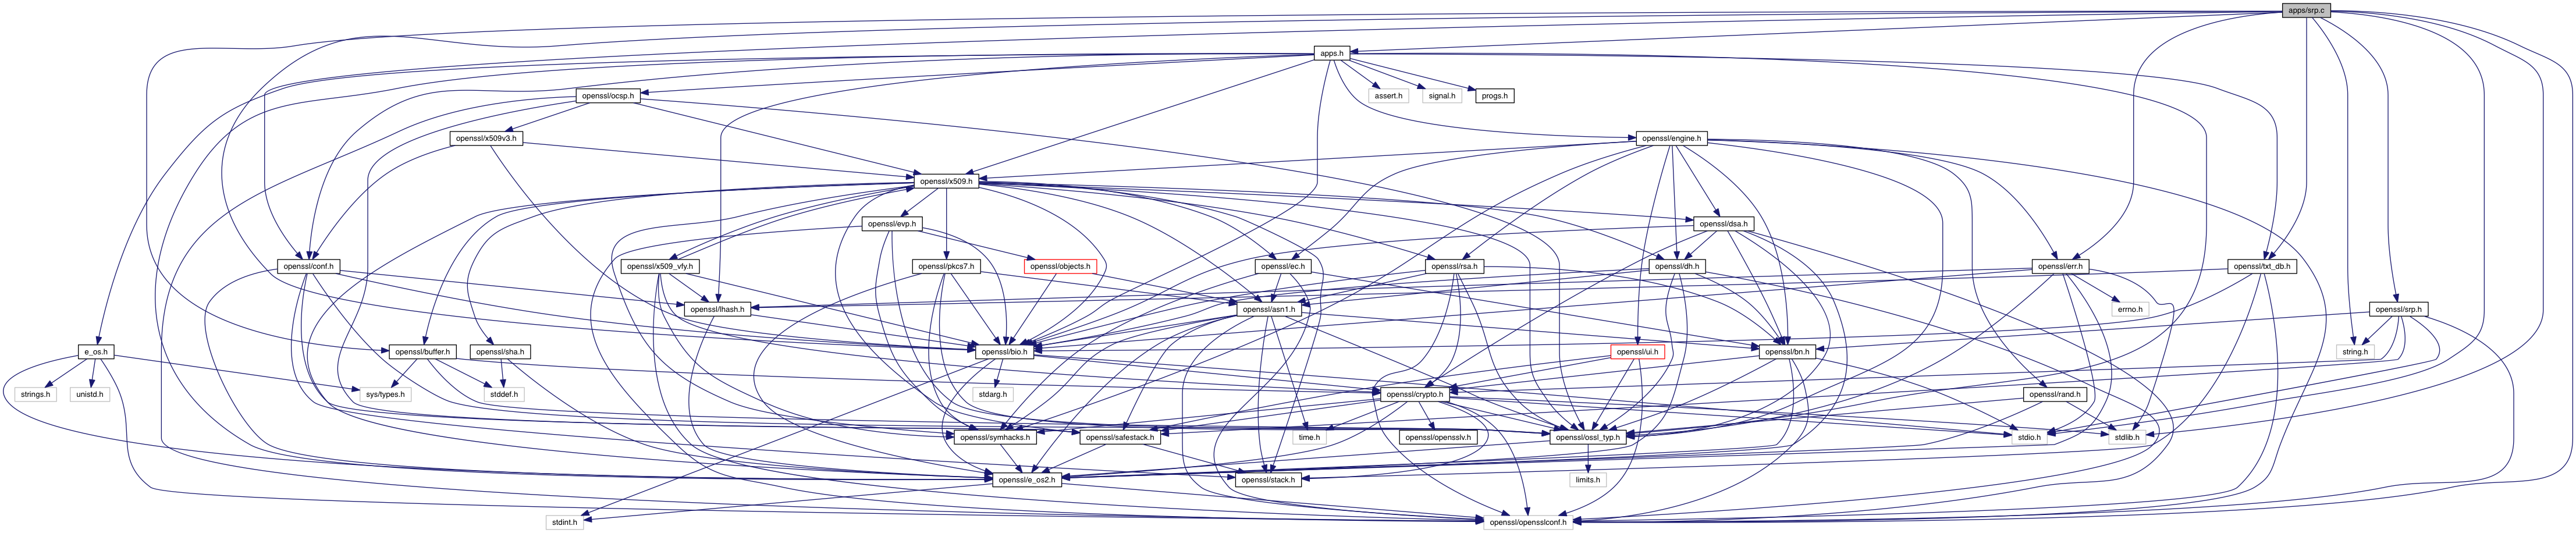 apps/srp.c
apps.h
openssl/ocsp.h
assert.h
signal.h
progs.h
openssl/x509v3.h
openssl/engine.h
openssl/x509.h
openssl/evp.h
openssl/dsa.h
openssl/conf.h
openssl/x509_vfy.h
openssl/pkcs7.h
openssl/objects.h
openssl/ec.h
openssl/rsa.h
openssl/dh.h
openssl/err.h
openssl/txt_db.h
openssl/lhash.h
openssl/asn1.h
errno.h
openssl/srp.h
e_os.h
openssl/buffer.h
openssl/sha.h
openssl/bio.h
openssl/ui.h
openssl/bn.h
string.h
strings.h
unistd.h
sys/types.h
stddef.h
stdarg.h
openssl/crypto.h
openssl/rand.h
openssl/symhacks.h
openssl/safestack.h
time.h
openssl/opensslv.h
openssl/ossl_typ.h
stdio.h
stdlib.h
openssl/e_os2.h
openssl/stack.h
limits.h
stdint.h
openssl/opensslconf.h